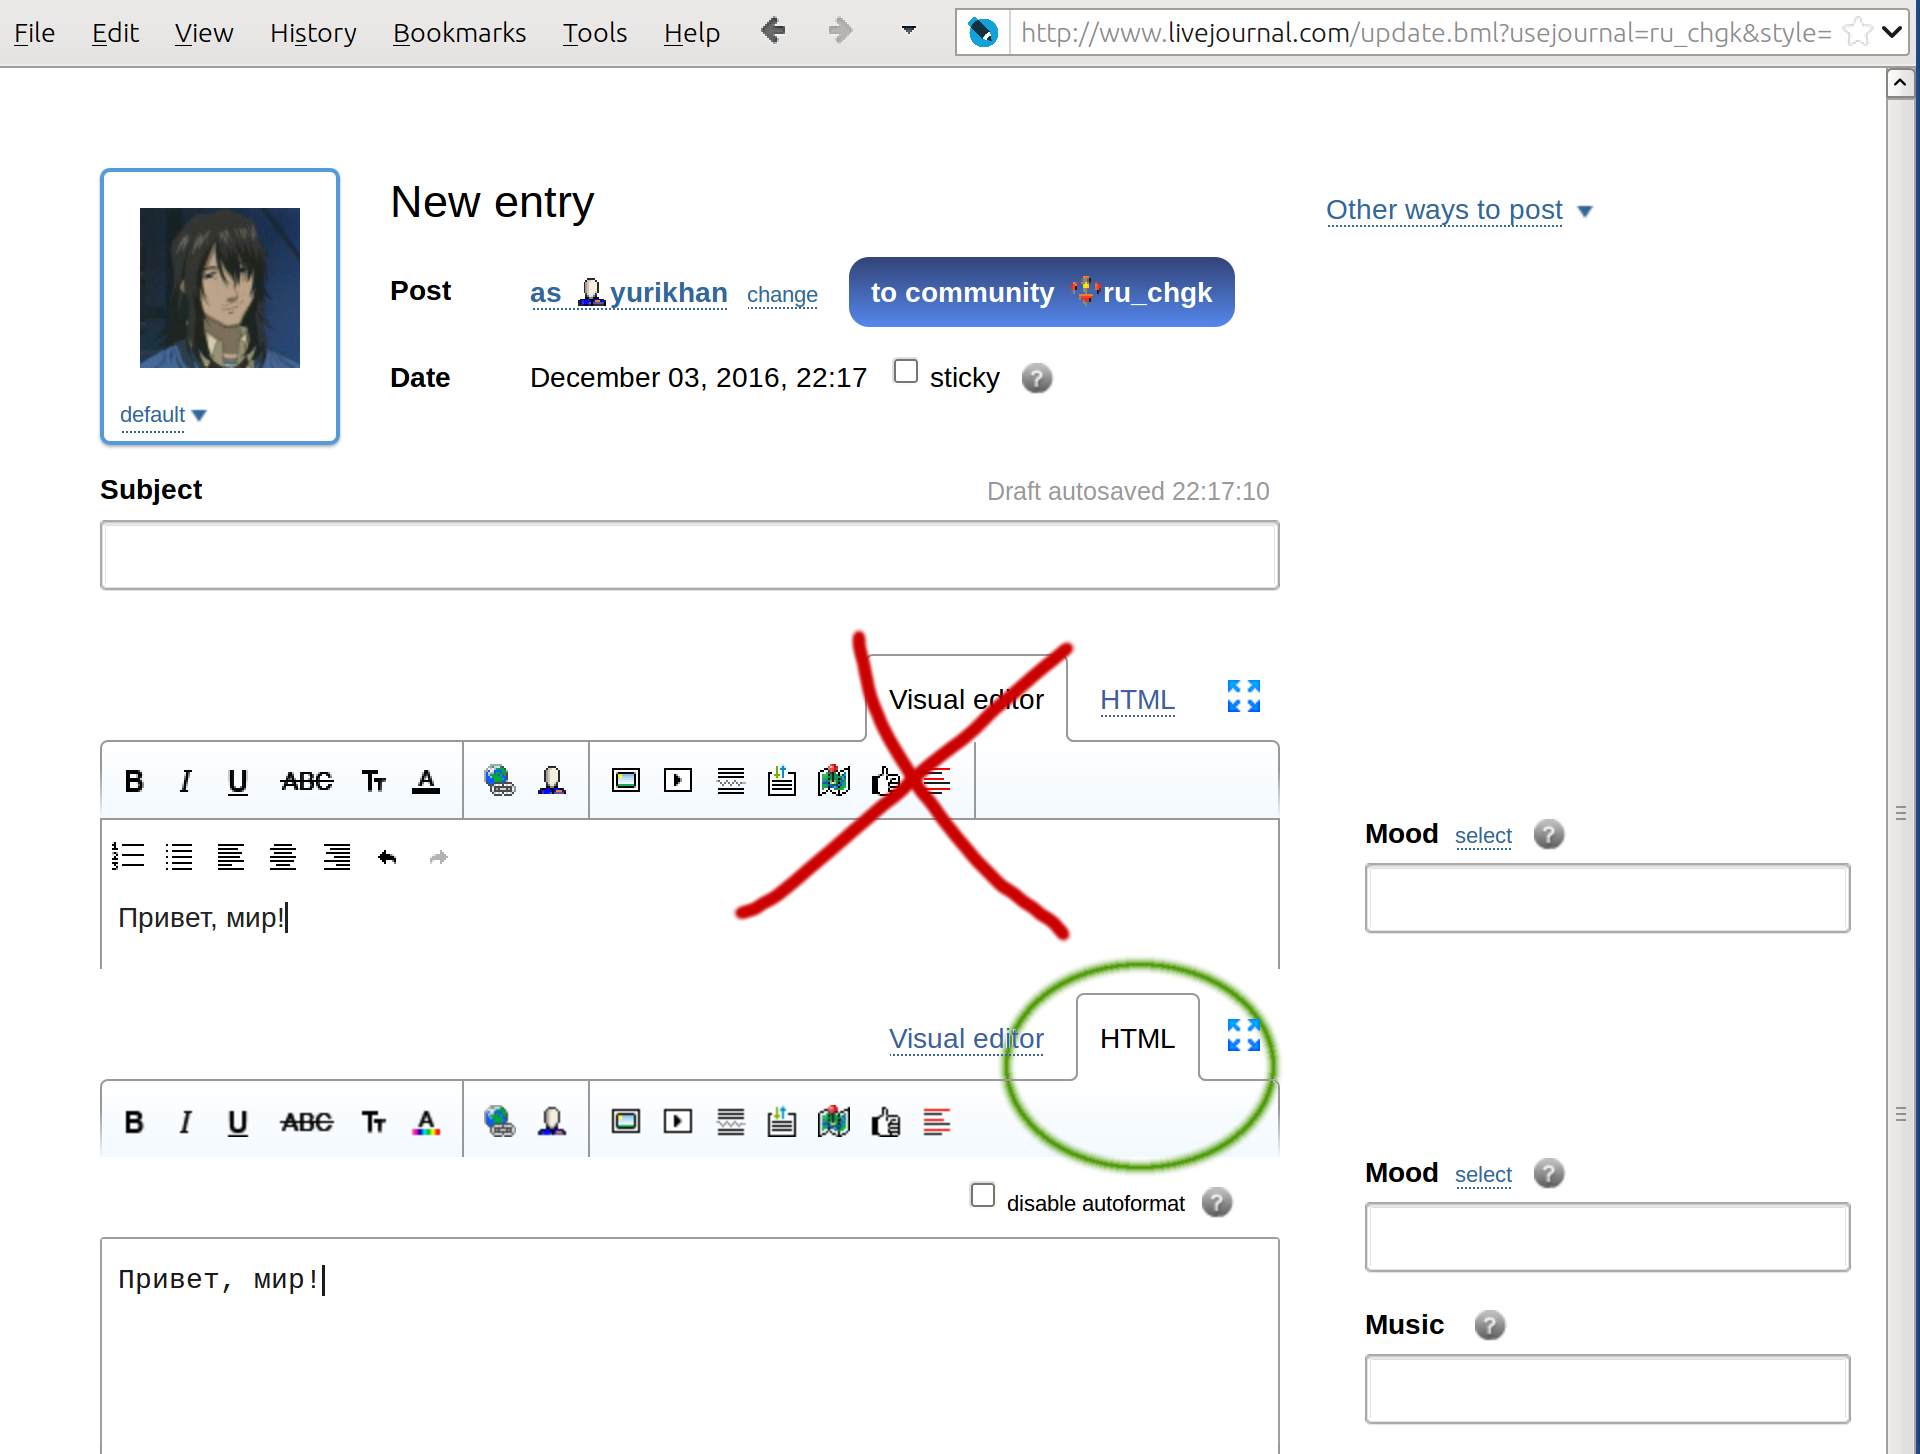 File Edit View History Bookmarks Tools Help http://www.livejournal.com/update.bml?usejournal=ru_chgk&style=
New entry
Other ways to post
Post as yurikhan change to community ru_chgk
Date December 03, 2016, 22:17 sticky ?
default
Subject Draft autosaved 22:17:10
Visual editor HTML
B I U ABC TT A
Mood select ?
Привет, мир!
Visual editor HTML
B I U ABC TT A
Mood select ?
disable autoformat ?
Привет, мир!
Music ?